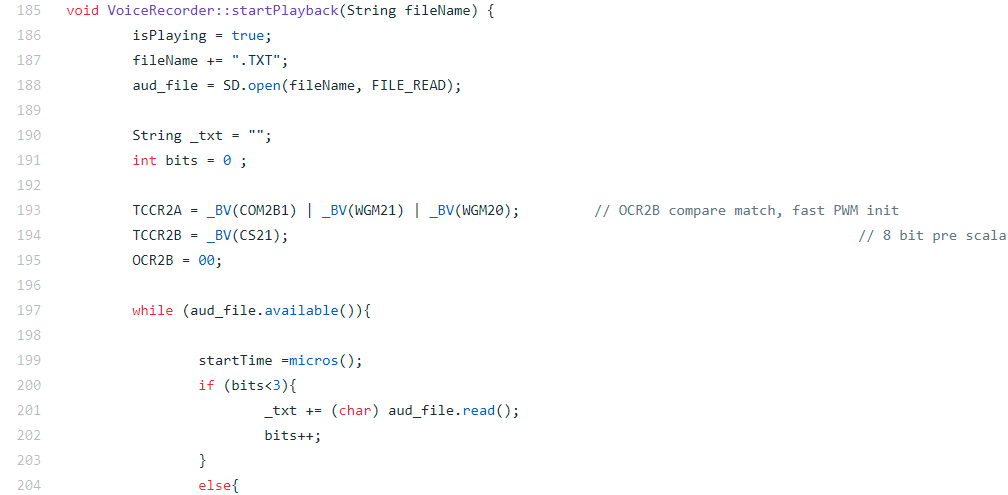 185 void VoiceRecorder::startPlayback(String fileName) {
186 isPlaying = true;
187 fileName += ".TXT";
188 aud_file = SD.open(fileName, FILE_READ);
189
190 String _txt = "";
191 int bits = 0 ;
192
193 TCCR2A = _BV(COM2B1) | _BV(WGM21) | _BV(WGM20); // OCR2B compare match, fast PWM init
194 TCCR2B = _BV(CS21); // 8 bit pre scala
195 OCR2B = 00;
196
197 while (aud_file.available()){
198
199 startTime =micros();
200 if (bits<3){
201 _txt += (char) aud_file.read();
202 bits++;
203 }
204 else{